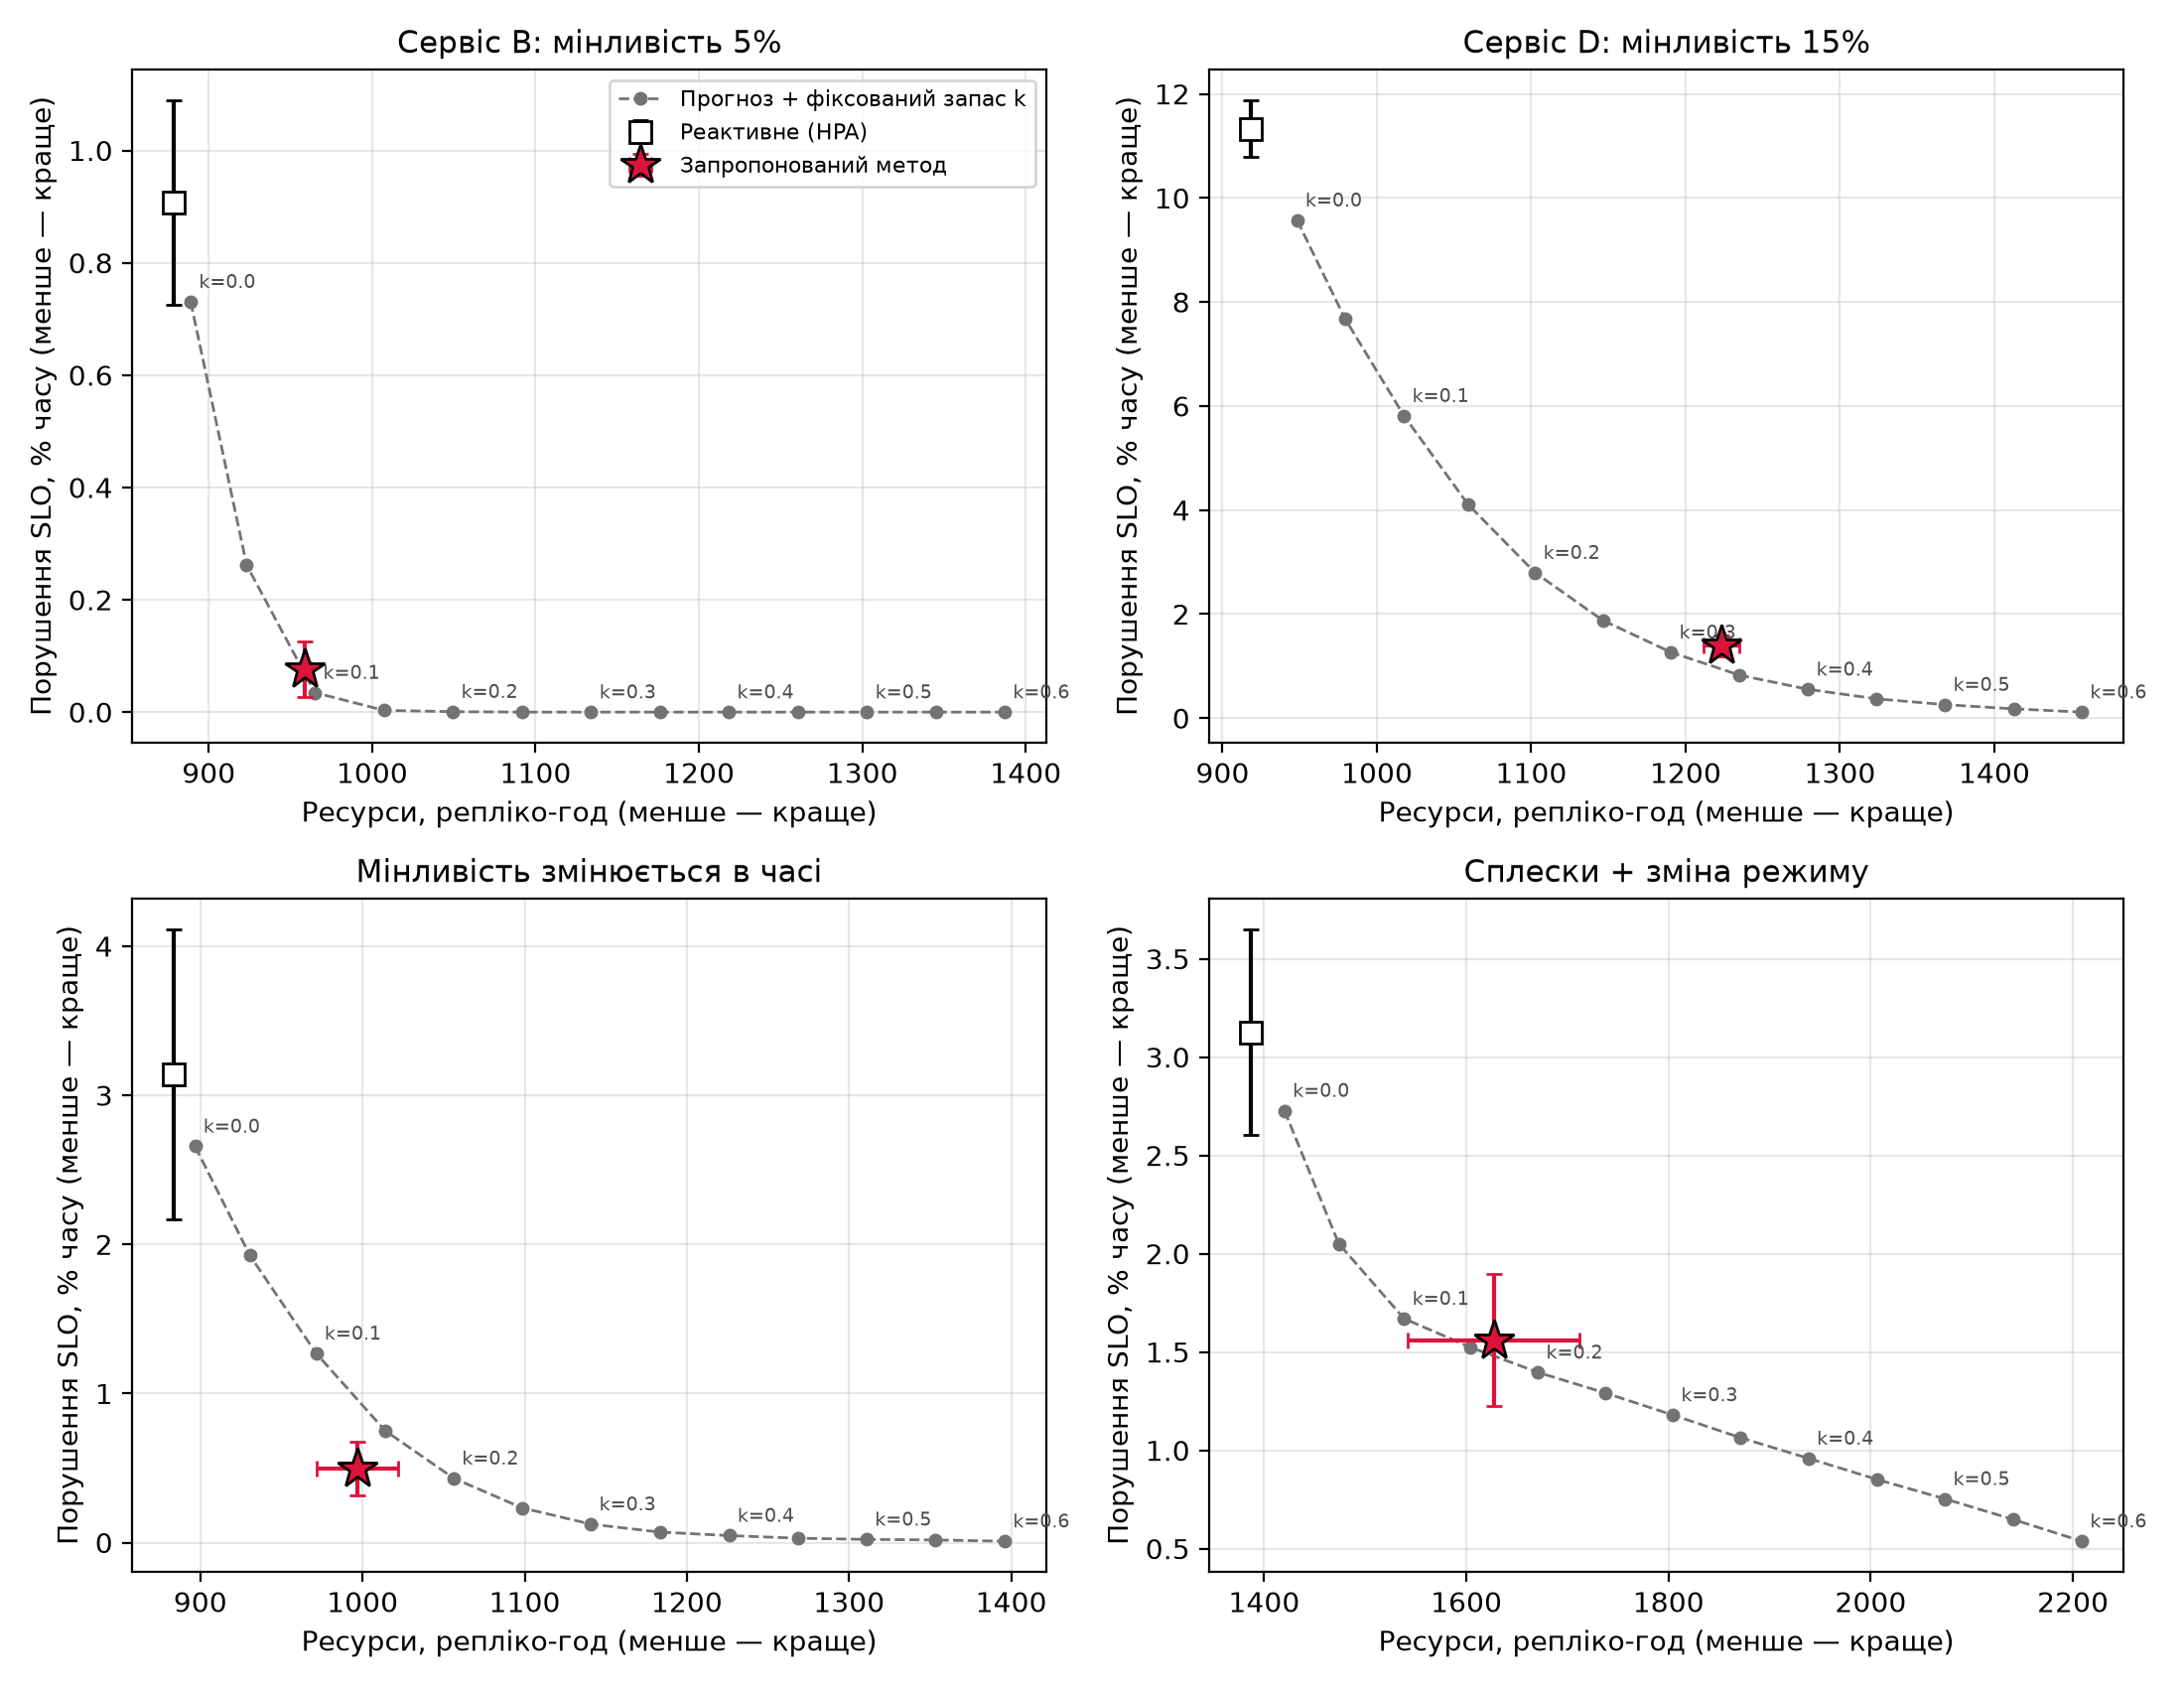 Сервіс B: мінливість 5%
Порушення SLO, % часу (менше — краще)
1.0
0.8
0.6
0.4
0.2
0.0
Прогноз + фіксований запас k
Реактивне (HPA)
Запропонований метод
k=0.0
k=0.1
k=0.2
k=0.3
k=0.4
k=0.5
k=0.6
900 1000 1100 1200 1300 1400
Ресурси, репліко-год (менше — краще)
Сервіс D: мінливість 15%
Порушення SLO, % часу (менше — краще)
12
10
8
6
4
2
0
k=0.0
k=0.1
k=0.2
k=0.3
k=0.4
k=0.5
k=0.6
900 1000 1100 1200 1300 1400
Ресурси, репліко-год (менше — краще)
Мінливість змінюється в часі
Порушення SLO, % часу (менше — краще)
4
3
2
1
0
k=0.0
k=0.1
k=0.2
k=0.3
k=0.4
k=0.5
k=0.6
900 1000 1100 1200 1300 1400
Ресурси, репліко-год (менше — краще)
Сплески + зміна режиму
Порушення SLO, % часу (менше — краще)
3.5
3.0
2.5
2.0
1.5
1.0
0.5
k=0.0
k=0.1
k=0.2
k=0.3
k=0.4
k=0.5
k=0.6
1400 1600 1800 2000 2200
Ресурси, репліко-год (менше — краще)